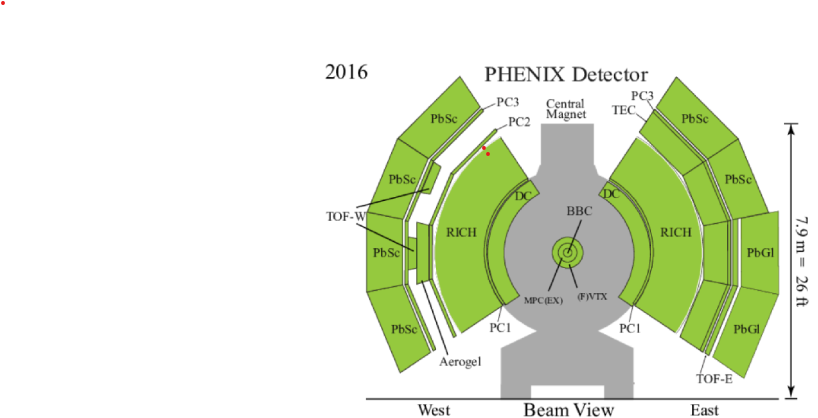 2016
PHENIX Detector
PC3
PC2
Central
Magnet
PC3
TEC
PbSc
PbSc
PbSc
PbSc
TOF-W
DC
DC
BBC
RICH
RICH
PbSc
PbGl
MPC(EX)
(F)VTX
PC1
PC1
PbSc
PbGl
Aerogel
TOF-E
7.9 m = 26 ft
West
Beam View
East